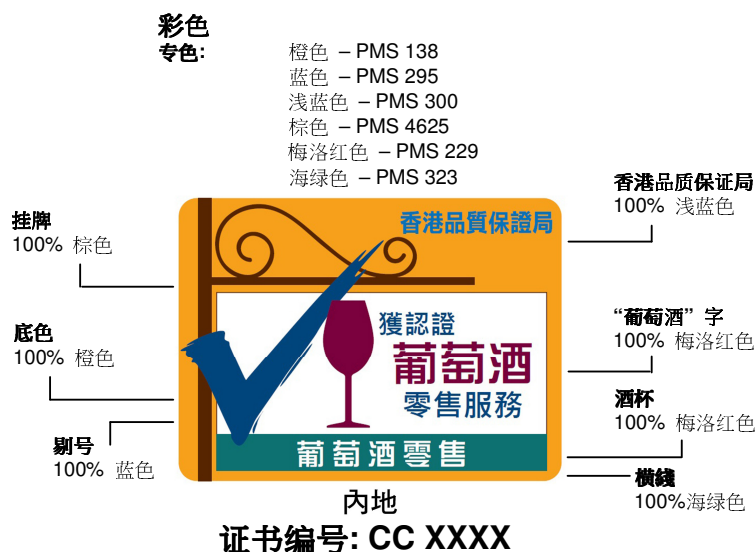 彩色
专色: 橙色 – PMS 138
蓝色 – PMS 295
浅蓝色 – PMS 300
棕色 – PMS 4625
梅洛红色 – PMS 229
海绿色 – PMS 323
挂牌
100% 棕色
底色
100% 橙色
剔号
100% 蓝色
香港品質保證局
獲認證
葡萄酒
零售服務
葡萄酒零售
香港品质保证局
100% 浅蓝色
“葡萄酒”字
100% 梅洛红色
酒杯
100% 梅洛红色
横綫
100%海绿色
內地
证书编号: CC XXXX